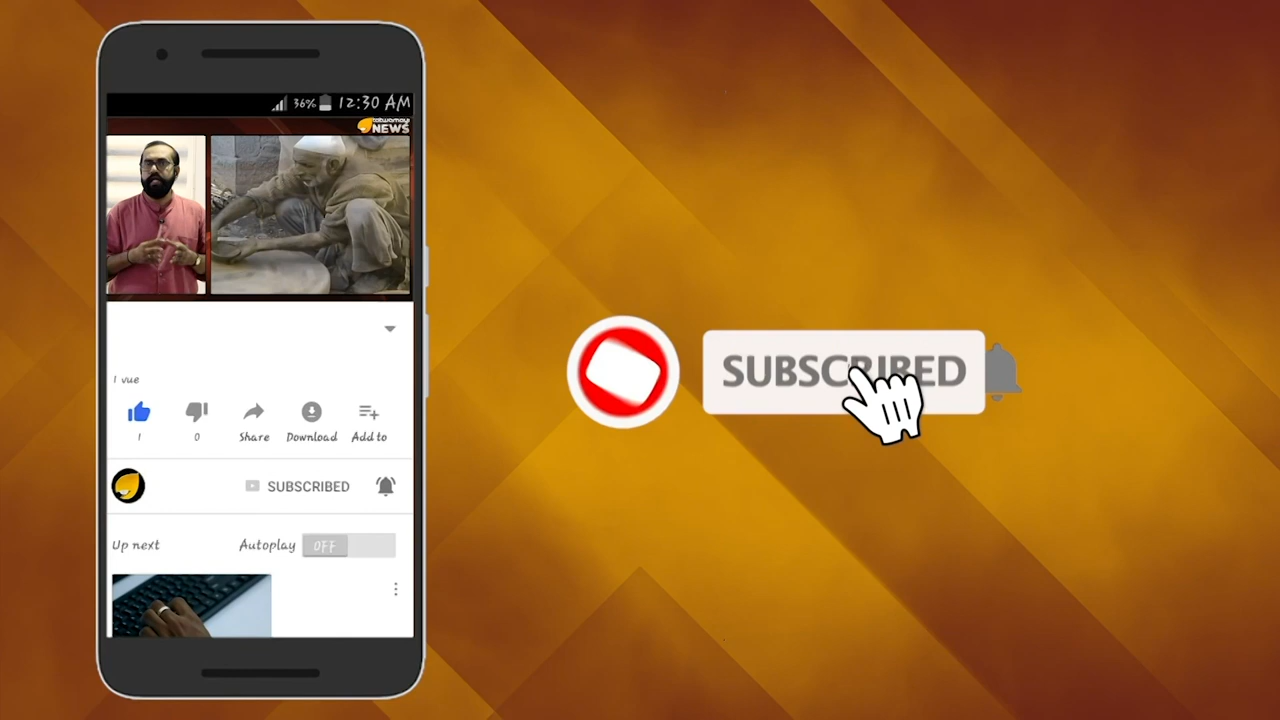 36% 12:30 AM
tatwamayi
NEWS
1 vue
1
0
Share
Download
Add to
SUBSCRIBED
Up next
Autoplay
OFF
SUBSCRIBED